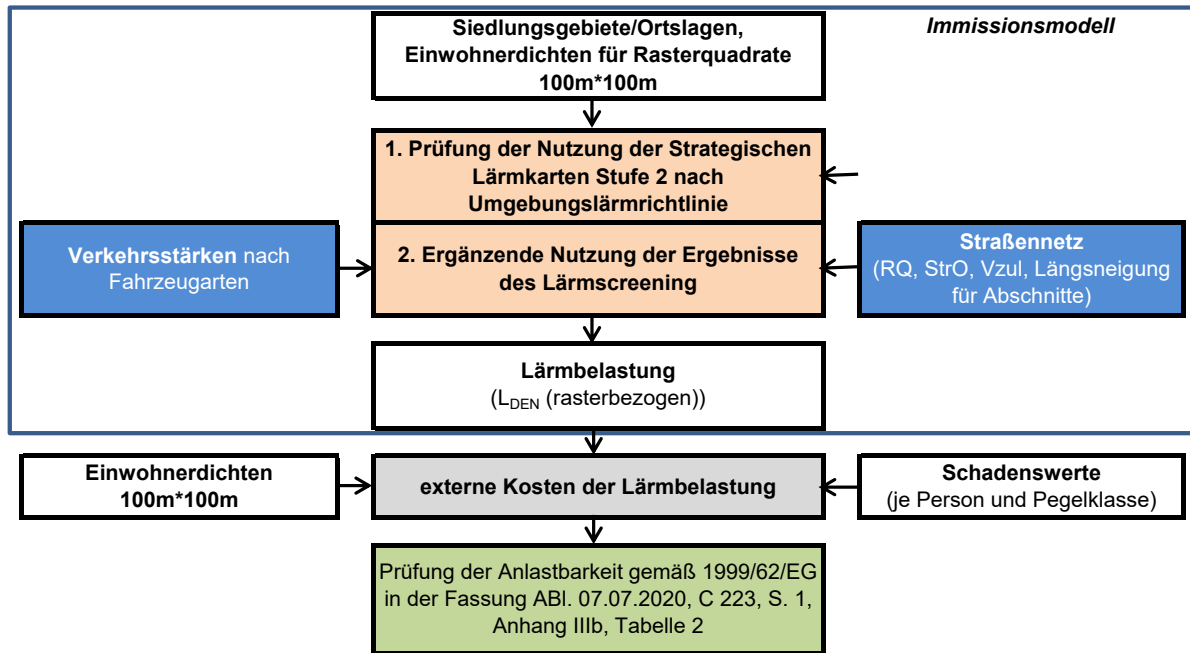 Immissionsmodell
Siedlungsgebiete/Ortslagen,
Einwohnerdichten für Rasterquadrate
100m*100m
1. Prüfung der Nutzung der Strategischen
Lärmkarten Stufe 2 nach
Umgebungslärmrichtlinie
Verkehrsstärken nach
Fahrzeugarten
2. Ergänzende Nutzung der Ergebnisse
des Lärmscreening
Straßennetz
(RQ, StrO, Vzul, Längsneigung
für Abschnitte)
Lärmbelastung
(LDEN (rasterbezogen))
Einwohnerdichten
100m*100m
externe Kosten der Lärmbelastung
Schadenswerte
(je Person und Pegelklasse)
Prüfung der Anlastbarkeit gemäß 1999/62/EG
in der Fassung ABl. 07.07.2020, C 223, S. 1,
Anhang IIIb, Tabelle 2